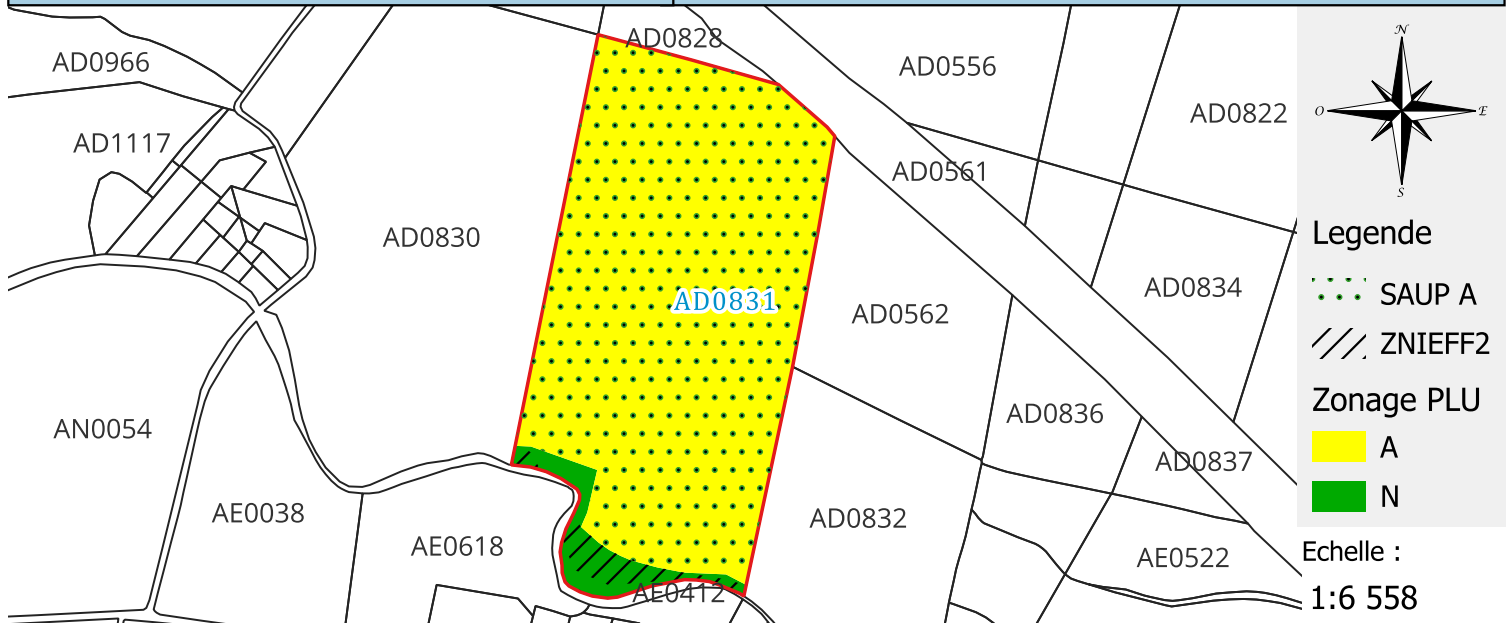 AD0828
AD0966
AD0556
AD0822
AD1117
AD0561
AD0830
AD0831
AD0562
AD0834
AD0836
AN0054
AD0837
AE0038
AD0832
AE0618
AE0522
AE0412
N
O
E
S
Legende
SAUP A
ZNIEFF2
Zonage PLU
A
N
Echelle :
1:6 558